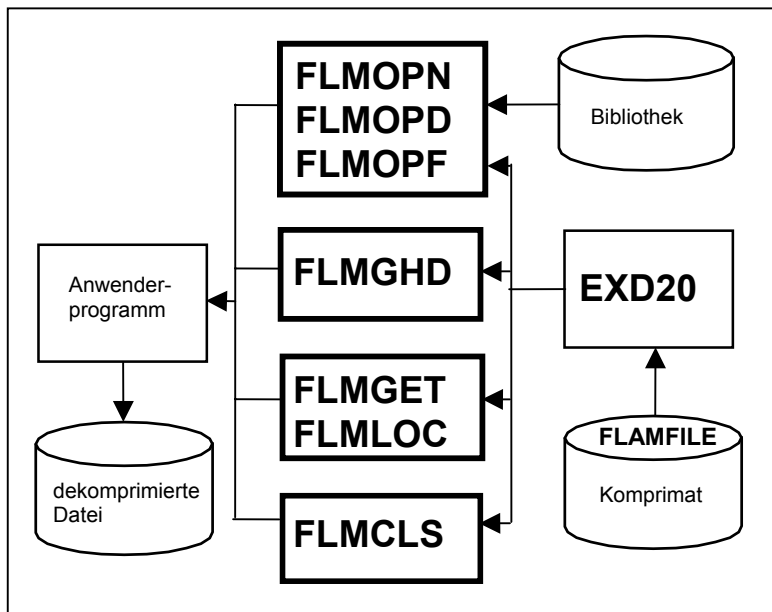 FLMOPN
FLMOPD
FLMOPF
Bibliothek
Anwender-
programm
FLMGHD
EXD20
FLMGET
FLMLOC
FLAMFILE
Komprimat
dekomprimierte
Datei
FLMCLS